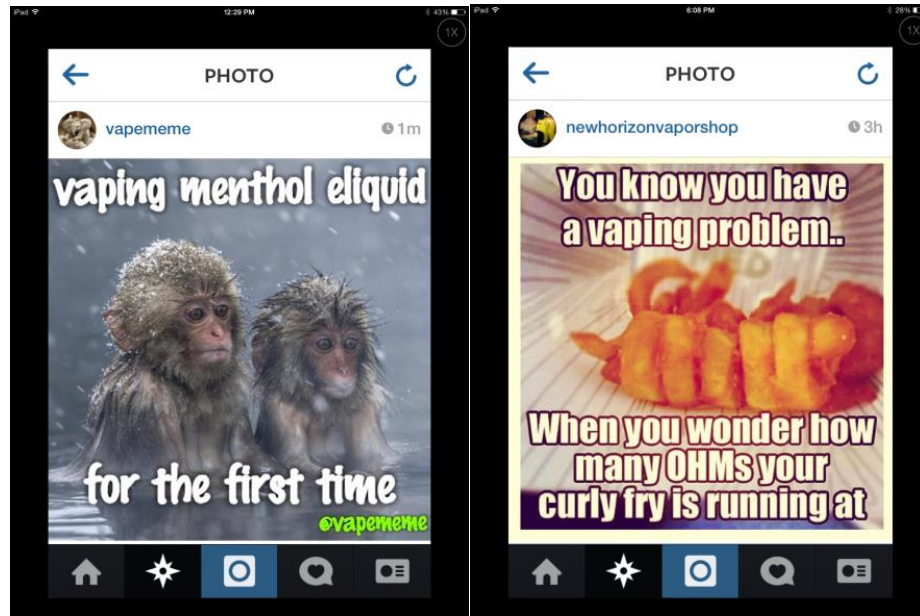 iPad 12:29 PM 43%
1X
PHOTO
vapememe 1m
vaping menthol eliquid
for the first time
@vapememe
iPad 6:08 PM 28%
1X
PHOTO
newhorizonvaporshop 3h
You know you have
a vaping problem..
When you wonder how
many OHMs your
curly fry is running at